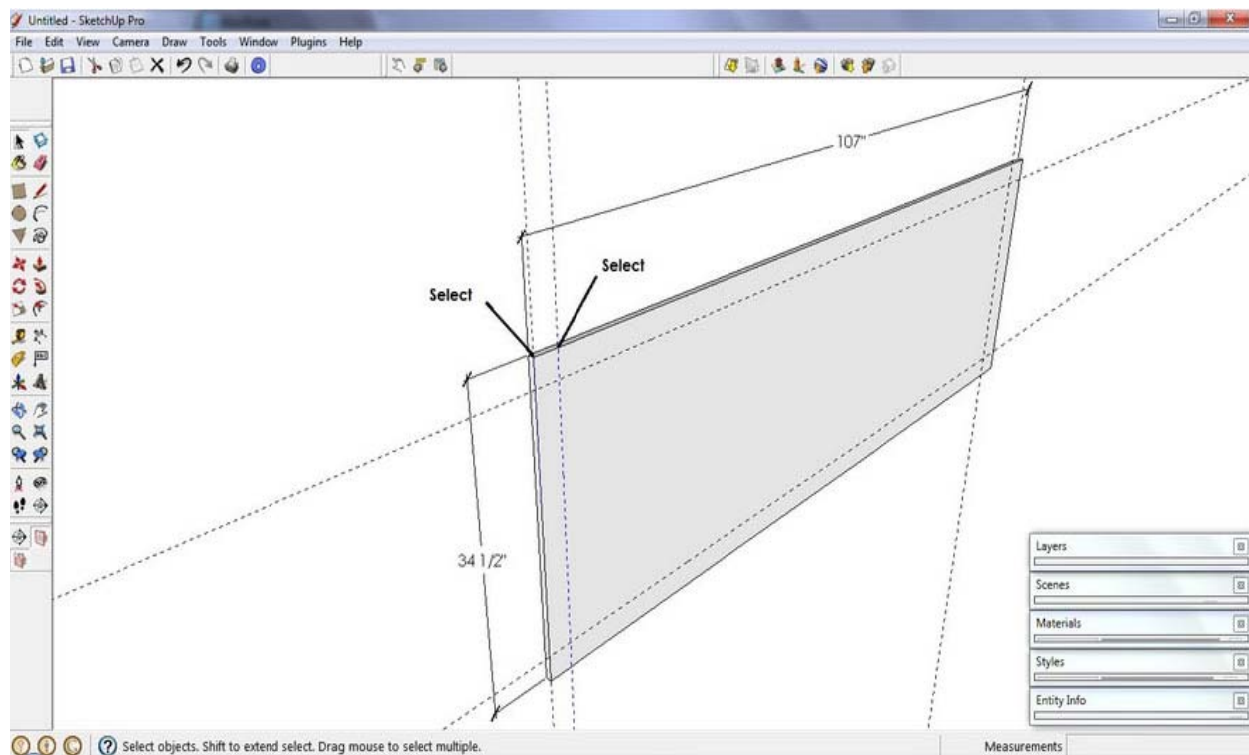 Untitled - SketchUp Pro
File Edit View Camera Draw Tools Window Plugins Help
107"
Select
Select
34 1/2"
Layers
Scenes
Materials
Styles
Entity Info
Select objects. Shift to extend select. Drag mouse to select multiple.
Measurements